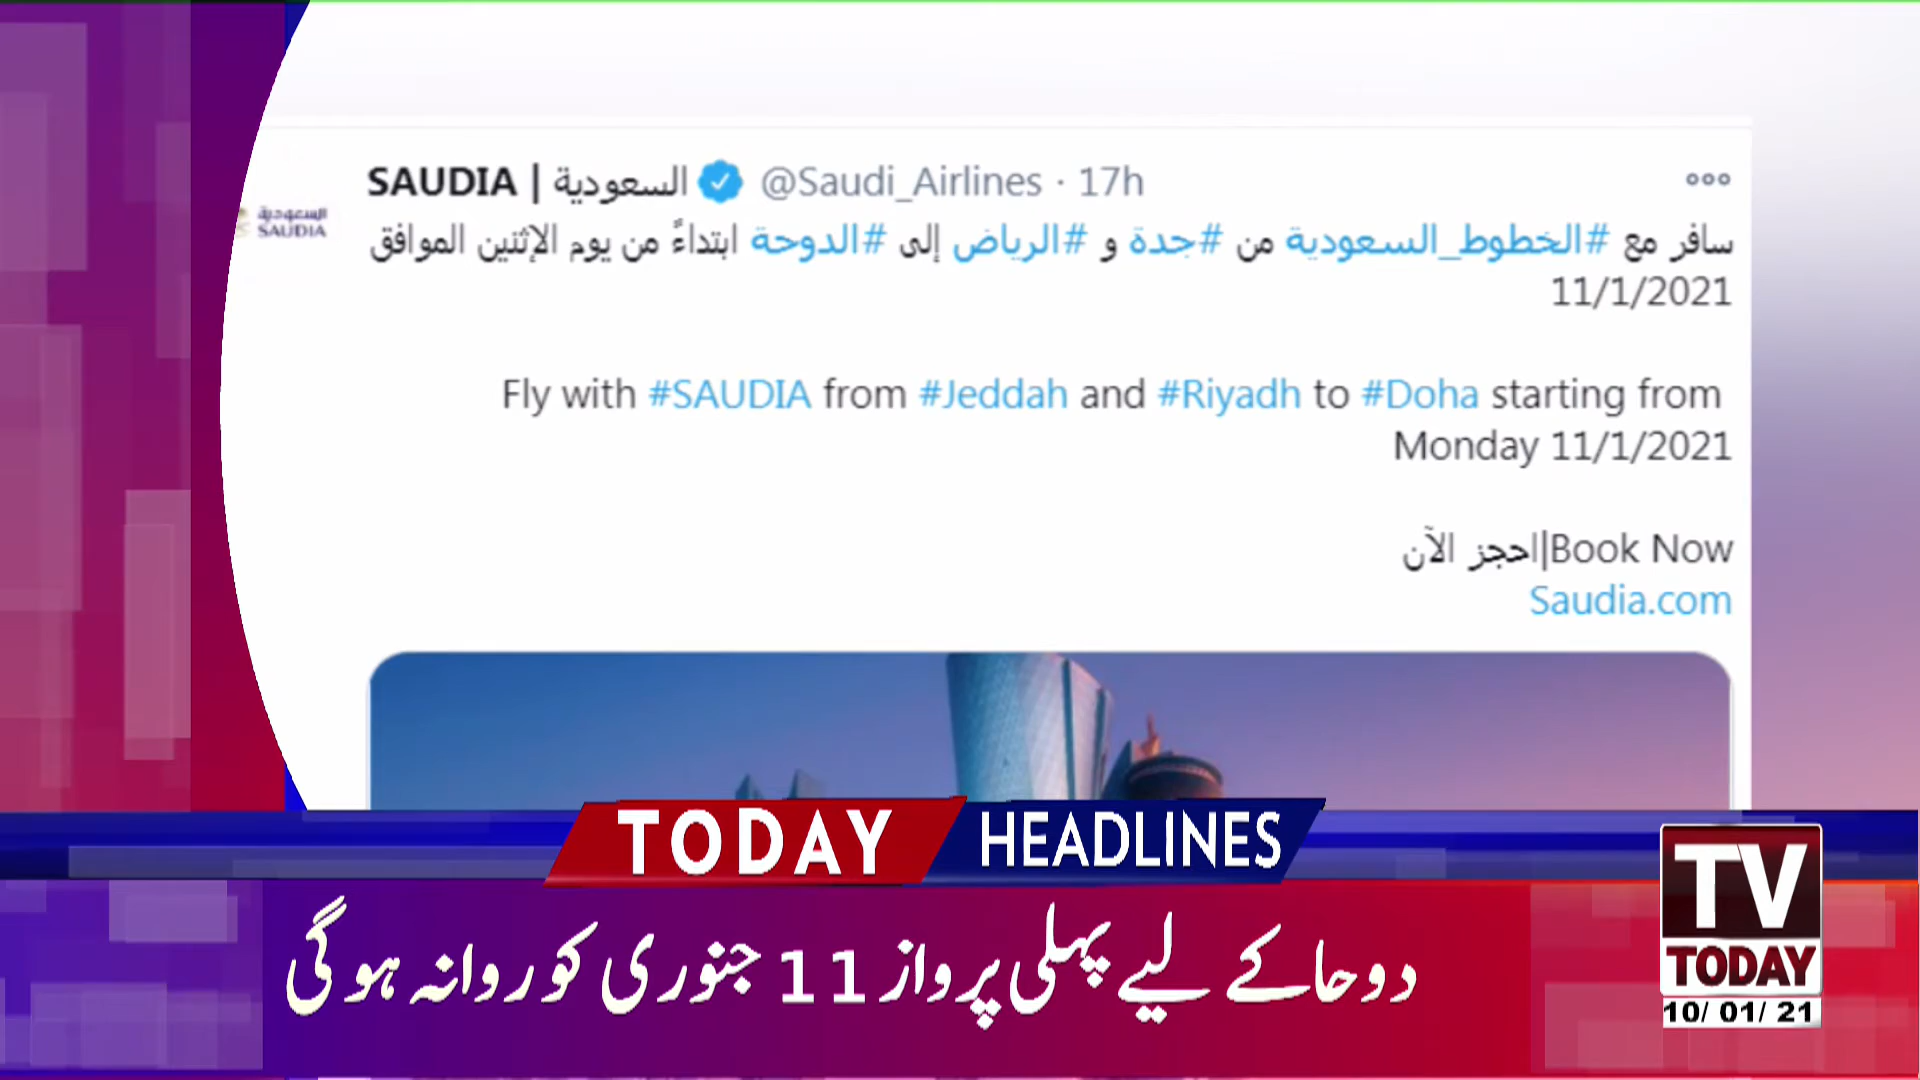 SAUDIA | السعودية @Saudi_Airlines · 17h
السعودية
SAUDIA
سافر مع #الخطوط_السعودية من #جدة و #الرياض إلى #الدوحة ابتداءً من يوم الإثنين الموافق
11/1/2021
Fly with #SAUDIA from #Jeddah and #Riyadh to #Doha starting from
Monday 11/1/2021
احجز الآن|Book Now
Saudia.com
TODAY HEADLINES
دوحا کے لیے پہلی پرواز 11 جنوری کو روانہ ہوگی
TV
TODAY
10/ 01/ 21